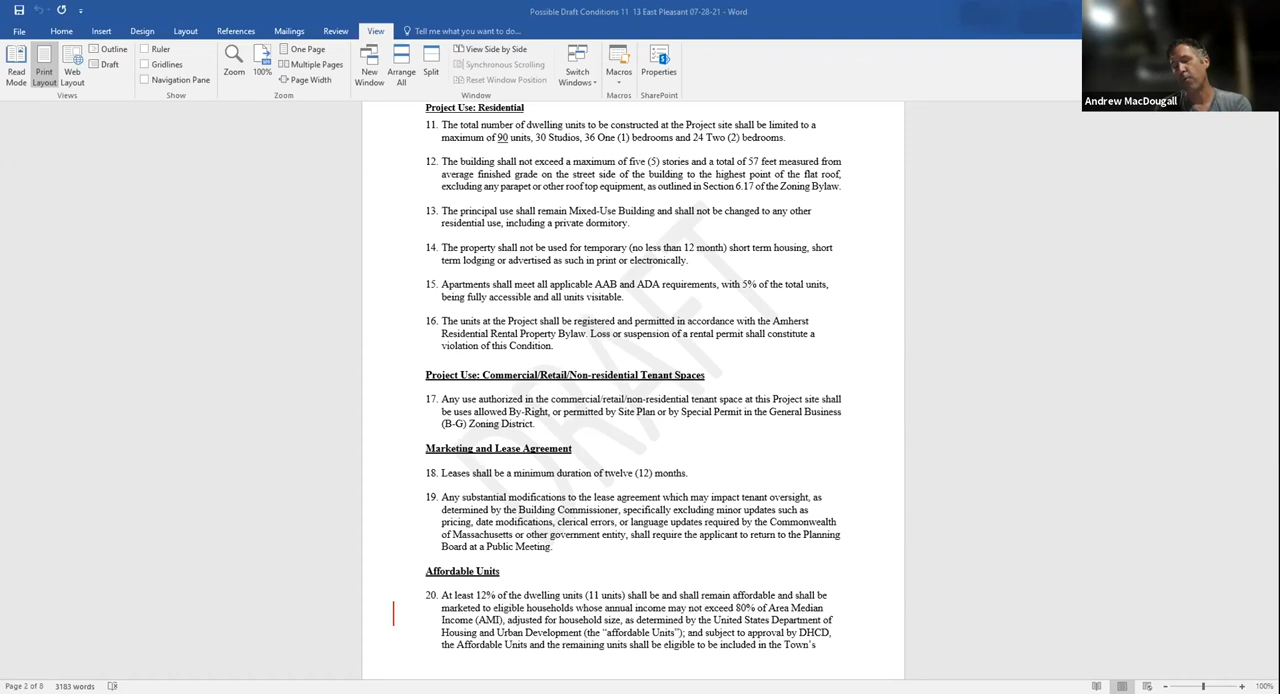 Possible Draft Conditions 11  13 East Pleasant 07-28-21 - Word
File Home Insert Design Layout References Mailings Review View Tell me what you want to do...
Read Mode
Print Layout
Web Layout
Outline
Draft
Views
Ruler
Gridlines
Navigation Pane
Show
Zoom
100%
One Page
Multiple Pages
Page Width
Zoom
New Window
Arrange All
Split
View Side by Side
Synchronous Scrolling
Reset Window Position
Window
Switch Windows
Macros
Macros
Properties
SharePoint
Andrew MacDougall
Project Use: Residential
11. The total number of dwelling units to be constructed at the Project site shall be limited to a
maximum of 90 units, 30 Studios, 36 One (1) bedrooms and 24 Two (2) bedrooms.
12. The building shall not exceed a maximum of five (5) stories and a total of 57 feet measured from
average finished grade on the street side of the building to the highest point of the flat roof,
excluding any parapet or other roof top equipment, as outlined in Section 6.17 of the Zoning Bylaw.
13. The principal use shall remain Mixed-Use Building and shall not be changed to any other
residential use, including a private dormitory.
14. The property shall not be used for temporary (no less than 12 month) short term housing, short
term lodging or advertised as such in print or electronically.
15. Apartments shall meet all applicable AAB and ADA requirements, with 5% of the total units,
being fully accessible and all units visitable.
16. The units at the Project shall be registered and permitted in accordance with the Amherst
Residential Rental Property Bylaw. Loss or suspension of a rental permit shall constitute a
violation of this Condition.
Project Use: Commercial/Retail/Non-residential Tenant Spaces
17. Any use authorized in the commercial/retail/non-residential tenant space at this Project site shall
be uses allowed By-Right, or permitted by Site Plan or by Special Permit in the General Business
(B-G) Zoning District.
Marketing and Lease Agreement
18. Leases shall be a minimum duration of twelve (12) months.
19. Any substantial modifications to the lease agreement which may impact tenant oversight, as
determined by the Building Commissioner, specifically excluding minor updates such as
pricing, date modifications, clerical errors, or language updates required by the Commonwealth
of Massachusetts or other government entity, shall require the applicant to return to the Planning
Board at a Public Meeting.
Affordable Units
20. At least 12% of the dwelling units (11 units) shall be and shall remain affordable and shall be
marketed to eligible households whose annual income may not exceed 80% of Area Median
Income (AMI), adjusted for household size, as determined by the United States Department of
Housing and Urban Development (the “affordable Units”); and subject to approval by DHCD,
the Affordable Units and the remaining units shall be eligible to be included in the Town’s
DRAFT
Page 2 of 8 3183 words
100%